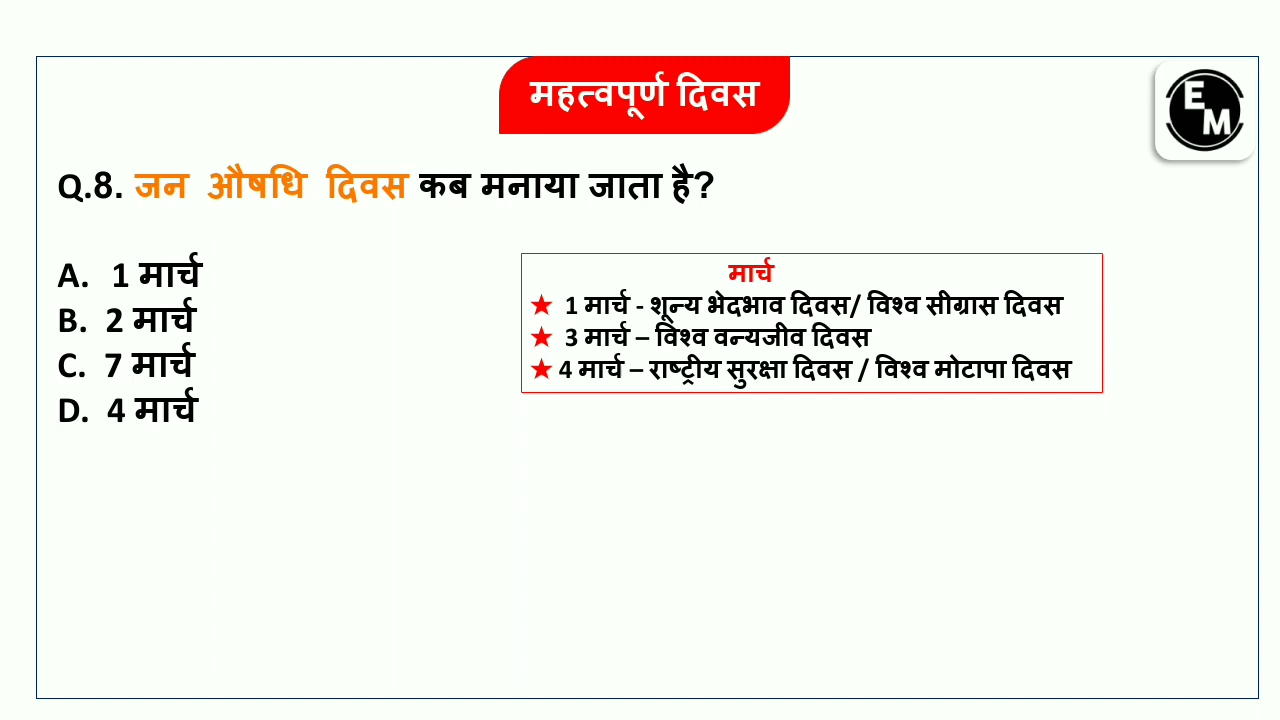 महत्वपूर्ण दिवस
EM
Q.8. जन औषधि दिवस कब मनाया जाता है?
A. 1 मार्च
B. 2 मार्च
C. 7 मार्च
D. 4 मार्च
मार्च
★ 1 मार्च - शून्य भेदभाव दिवस/ विश्व सीग्रास दिवस
★ 3 मार्च – विश्व वन्यजीव दिवस
★ 4 मार्च – राष्ट्रीय सुरक्षा दिवस / विश्व मोटापा दिवस